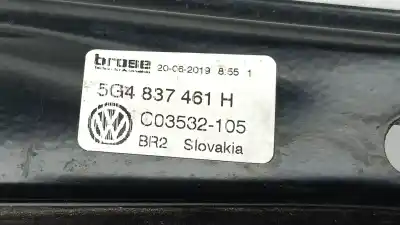 brose 20-06-2019 8:55 1
5G4 837 461 H
C03532-105
BR2 Slovakia